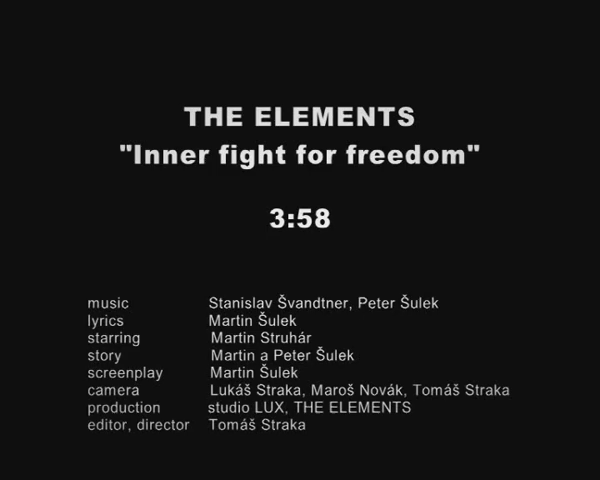 THE ELEMENTS
"Inner fight for freedom"
3:58
music Stanislav Švandtner, Peter Šulek
lyrics Martin Šulek
starring Martin Struhár
story Martin a Peter Šulek
screenplay Martin Šulek
camera Lukáš Straka, Maroš Novák, Tomáš Straka
production studio LUX, THE ELEMENTS
editor, director Tomáš Straka